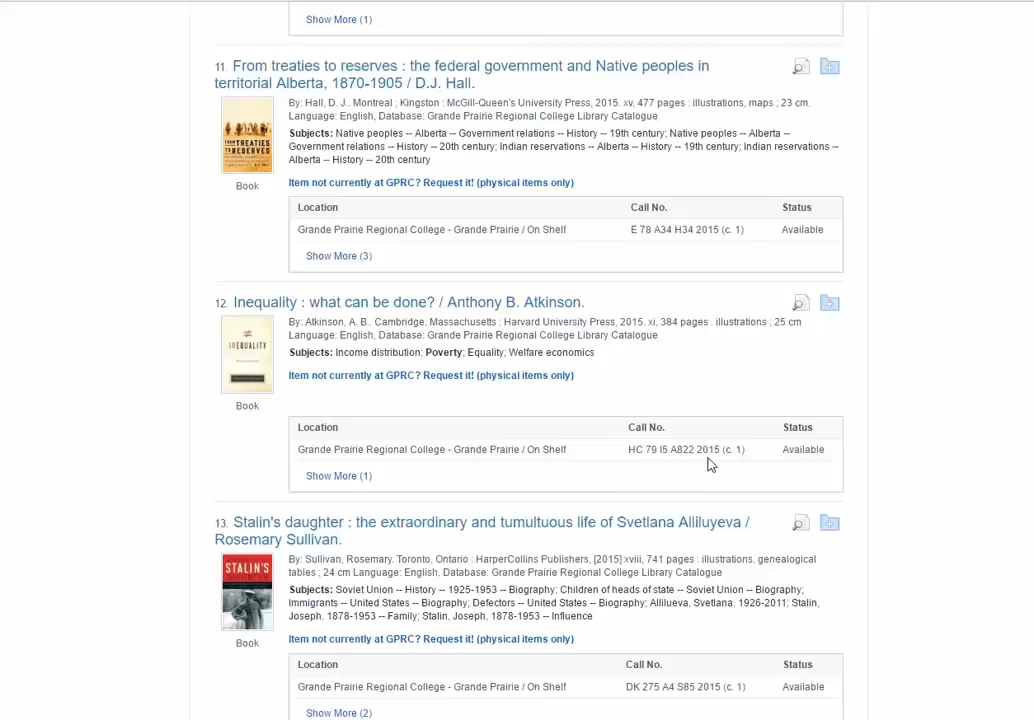 Show More (1)
11. From treaties to reserves : the federal government and Native peoples in
territorial Alberta, 1870-1905 / D.J. Hall.
By: Hall, D. J.. Montreal ; Kingston : McGill-Queen's University Press, 2015. xv, 477 pages : illustrations, maps ; 23 cm.
Language: English, Database: Grande Prairie Regional College Library Catalogue
Subjects: Native peoples -- Alberta -- Government relations -- History -- 19th century; Native peoples -- Alberta --
Government relations -- History -- 20th century; Indian reservations -- Alberta -- History -- 19th century; Indian reservations --
Alberta -- History -- 20th century
FROM TREATIES
TO RESERVES
Book
Item not currently at GPRC? Request it! (physical items only)
Location Call No. Status
Grande Prairie Regional College - Grande Prairie / On Shelf E 78 A34 H34 2015 (c. 1) Available
Show More (3)
12. Inequality : what can be done? / Anthony B. Atkinson.
By: Atkinson, A. B.. Cambridge, Massachusetts : Harvard University Press, 2015. xi, 384 pages . illustrations ; 25 cm
Language: English, Database: Grande Prairie Regional College Library Catalogue
Subjects: Income distribution; Poverty; Equality; Welfare economics
INEQUALITY
Book
Item not currently at GPRC? Request it! (physical items only)
Location Call No. Status
Grande Prairie Regional College - Grande Prairie / On Shelf HC 79 I5 A822 2015 (c. 1) Available
Show More (1)
13. Stalin's daughter : the extraordinary and tumultuous life of Svetlana Alliluyeva /
Rosemary Sullivan.
By: Sullivan, Rosemary. Toronto, Ontario : HarperCollins Publishers, [2015] xviii, 741 pages : illustrations, genealogical
tables ; 24 cm Language: English, Database: Grande Prairie Regional College Library Catalogue
Subjects: Soviet Union -- History -- 1925-1953 -- Biography; Children of heads of state -- Soviet Union -- Biography;
Immigrants -- United States -- Biography; Defectors -- United States -- Biography; Allilueva, Svetlana, 1926-2011; Stalin,
Joseph, 1878-1953 -- Family; Stalin, Joseph, 1878-1953 -- Influence
STALIN'S
Book
Item not currently at GPRC? Request it! (physical items only)
Location Call No. Status
Grande Prairie Regional College - Grande Prairie / On Shelf DK 275 A4 S85 2015 (c. 1) Available
Show More (2)